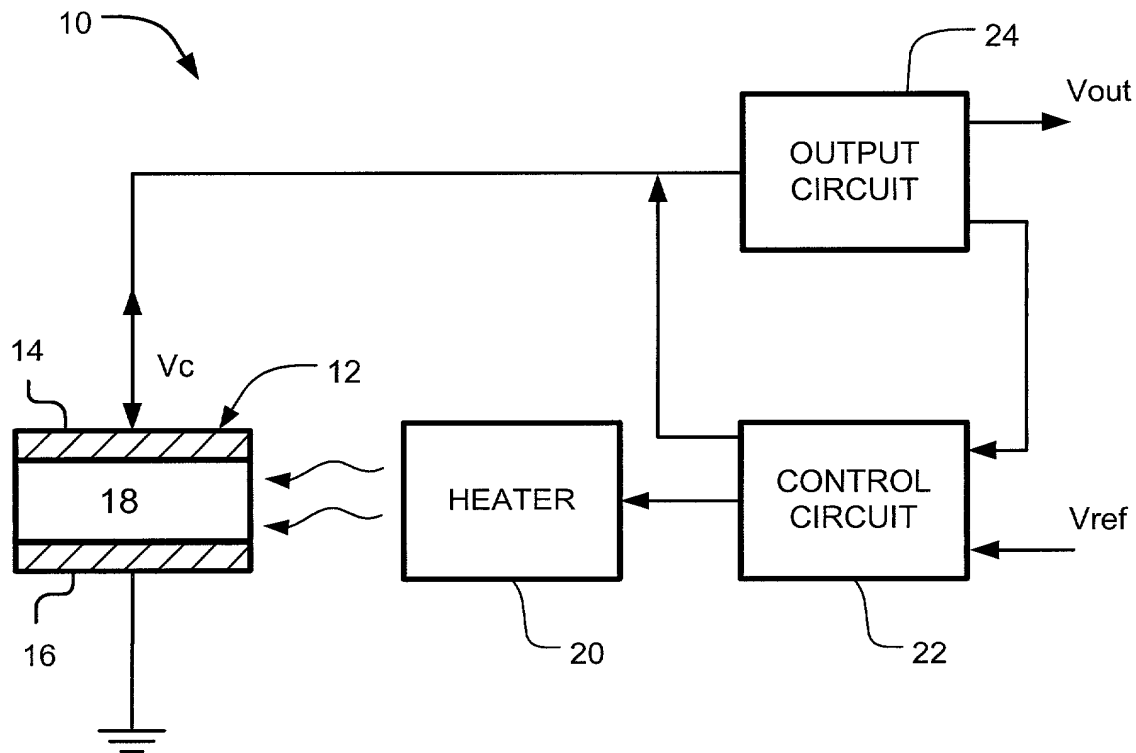 10
24
Vout
OUTPUT
CIRCUIT
14
Vc
12
18
HEATER
CONTROL
CIRCUIT
Vref
16
20
22